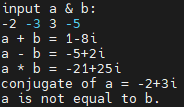 input a & b:
-2 -3 3 -5
a + b = 1-8i
a - b = -5+2i
a * b = -21+25i
conjugate of a = -2+3i
a is not equal to b.